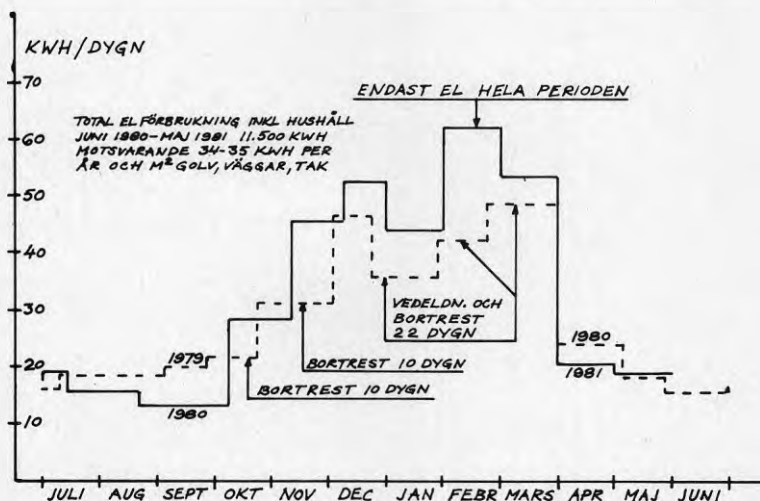 KWH/DYGN
70
ENDAST EL HELA PERIODEN
TOTAL ELFÖRBRUKNING INKL HUSHÅLL
JUNI 1980-MAJ 1981 11.500 KWH
MOTSVARANDE 34-35 KWH PER
ÅR OCH M² GOLV, VÄGGAR, TAK
60
50
40
30
VEDELDN. OCH
BORTREST
22 DYGN
1979
1980
20
BORTREST 10 DYGN
1981
BORTREST 10 DYGN
1980
10
JULI AUG SEPT OKT NOV DEC JAN FEBR MARS APR MAJ JUNI